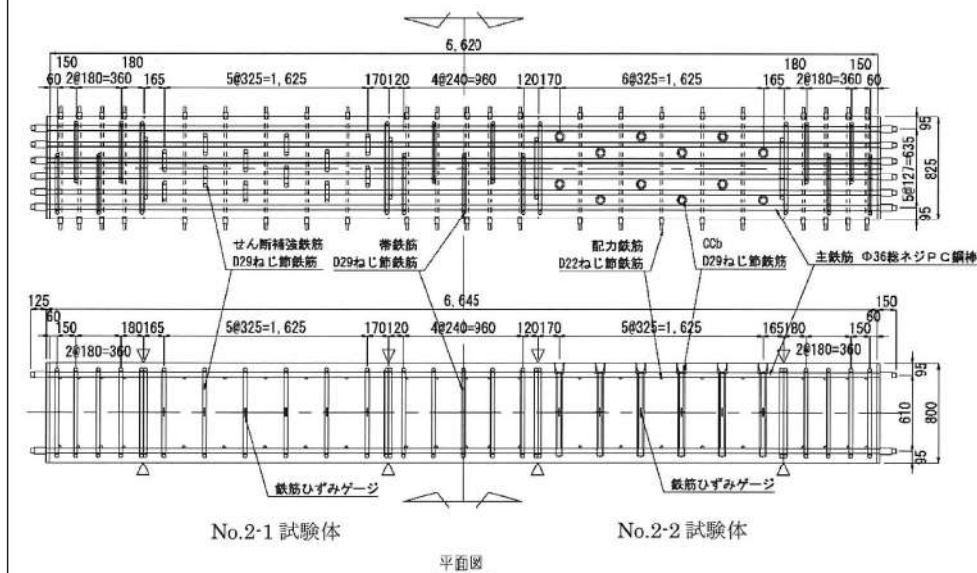 6,620
150 180 180 150
60 2@180=360 165 5@325=1,625 170 120 4@240=960 120 170 6@325=1,625 165 2@180=360 60
95
5@127=635
825
95
せん断補強鉄筋 帯鉄筋 配力鉄筋 CCb 主鉄筋 Φ36総ネジPC鋼棒
D29ねじ節鉄筋 D29ねじ節鉄筋 D22ねじ節鉄筋 D29ねじ節鉄筋
125 6,645 150
60 60
150 180 165 5@325=1,625 170 120 4@240=960 120 170 5@325=1,625 165 180 150
2@180=360 2@180=360
95
610
800
95
鉄筋ひずみゲージ 鉄筋ひずみゲージ
No.2-1 試験体 No.2-2 試験体
平面図